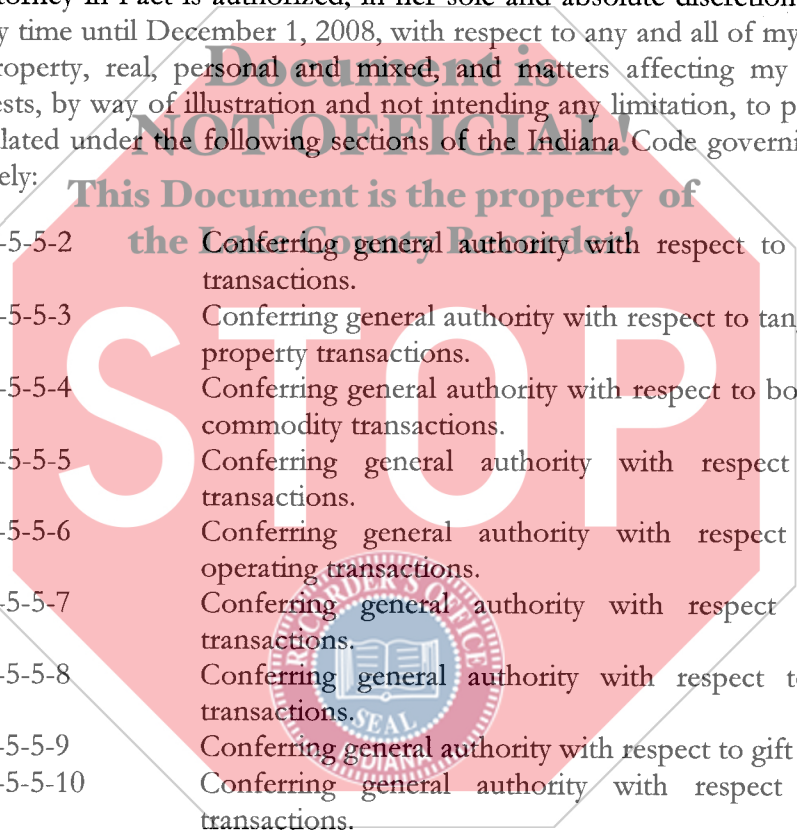 torney in Fact is authorized, in her sole and absolute discretion
y time until December 1, 2008, with respect to any and all of my
roperty, real, personal and mixed, and matters affecting my
ests, by way of illustration and not intending any limitation, to p
lated under the following sections of the Indiana Code governi
ely:
Document is
NOT OFFICIAL!
This Document is the property of
the Lake County Recorder!
-5-5-2 Conferring general authority with respect to
transactions.
-5-5-3 Conferring general authority with respect to tan
property transactions.
-5-5-4 Conferring general authority with respect to bo
commodity transactions.
-5-5-5 Conferring general authority with respect
transactions.
-5-5-6 Conferring general authority with respect
operating transactions.
-5-5-7 Conferring general authority with respect
transactions.
-5-5-8 Conferring general authority with respect t
transactions.
-5-5-9 Conferring general authority with respect to gift
-5-5-10 Conferring general authority with respect
transactions.
STOP
RECORDER'S OFFICE
SEAL
INDIANA